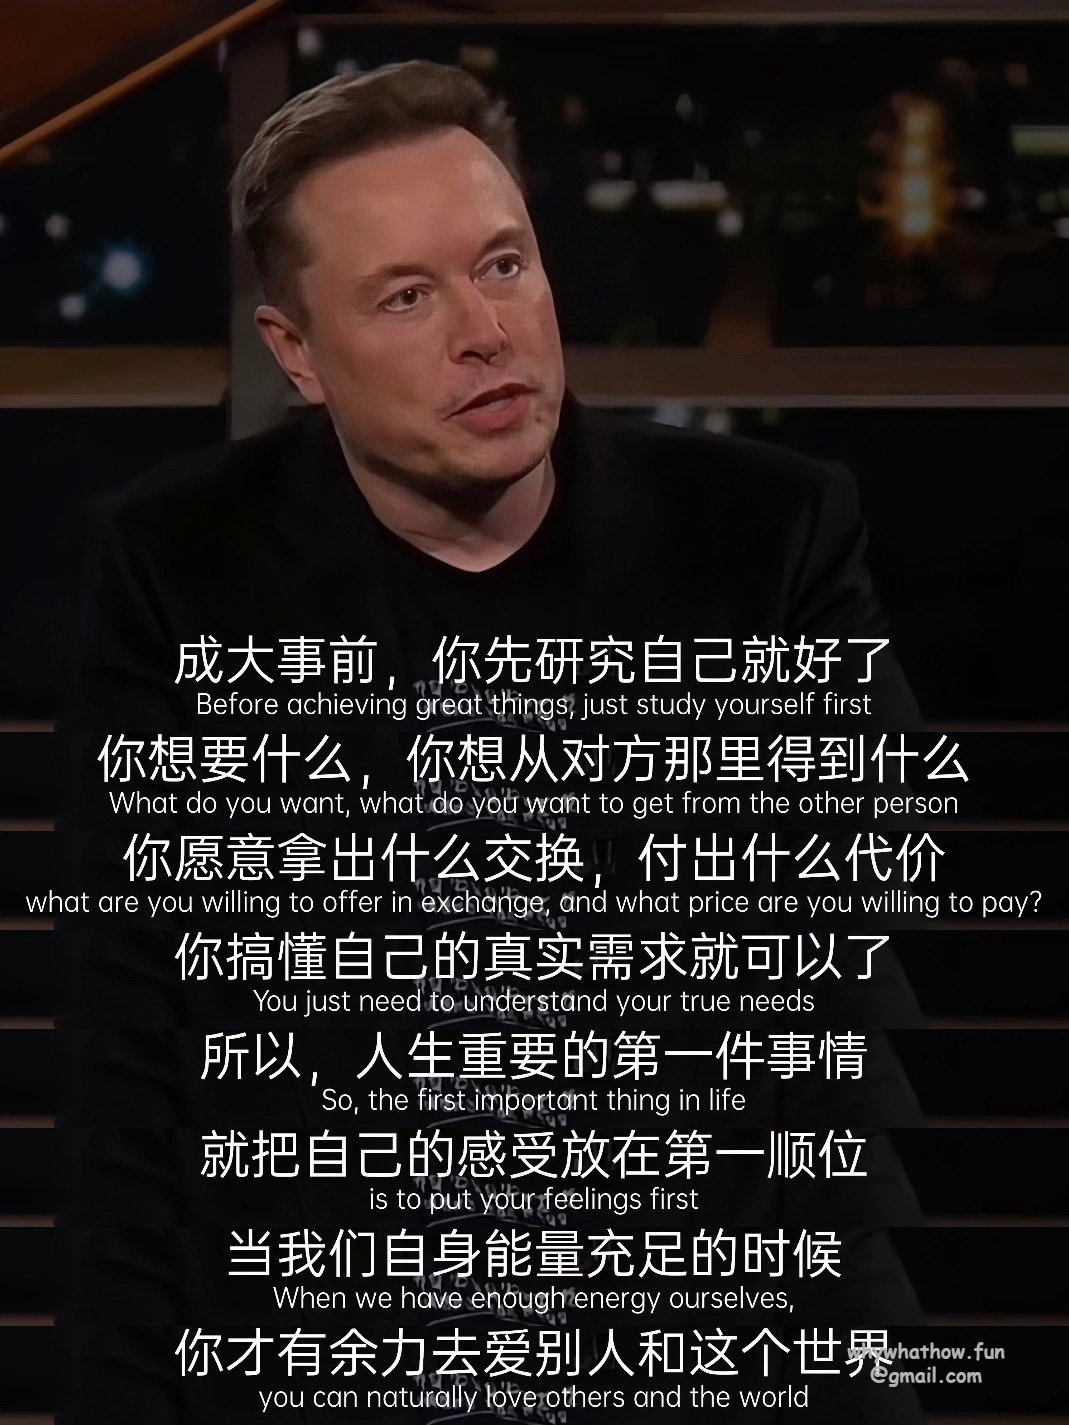 成大事前，你先研究自己就好了
Before achieving great things, just study yourself first
你想要什么，你想从对方那里得到什么
What do you want, what do you want to get from the other person
你愿意拿出什么交换，付出什么代价
what are you willing to offer in exchange, and what price are you willing to pay?
你搞懂自己的真实需求就可以了
You just need to understand your true needs
所以，人生重要的第一件事情
So, the first important thing in life
就把自己的感受放在第一顺位
is to put your feelings first
当我们自身能量充足的时候
When we have enough energy ourselves,
你才有余力去爱别人和这个世界
whywhathow.fun
@gmail.com
you can naturally love others and the world